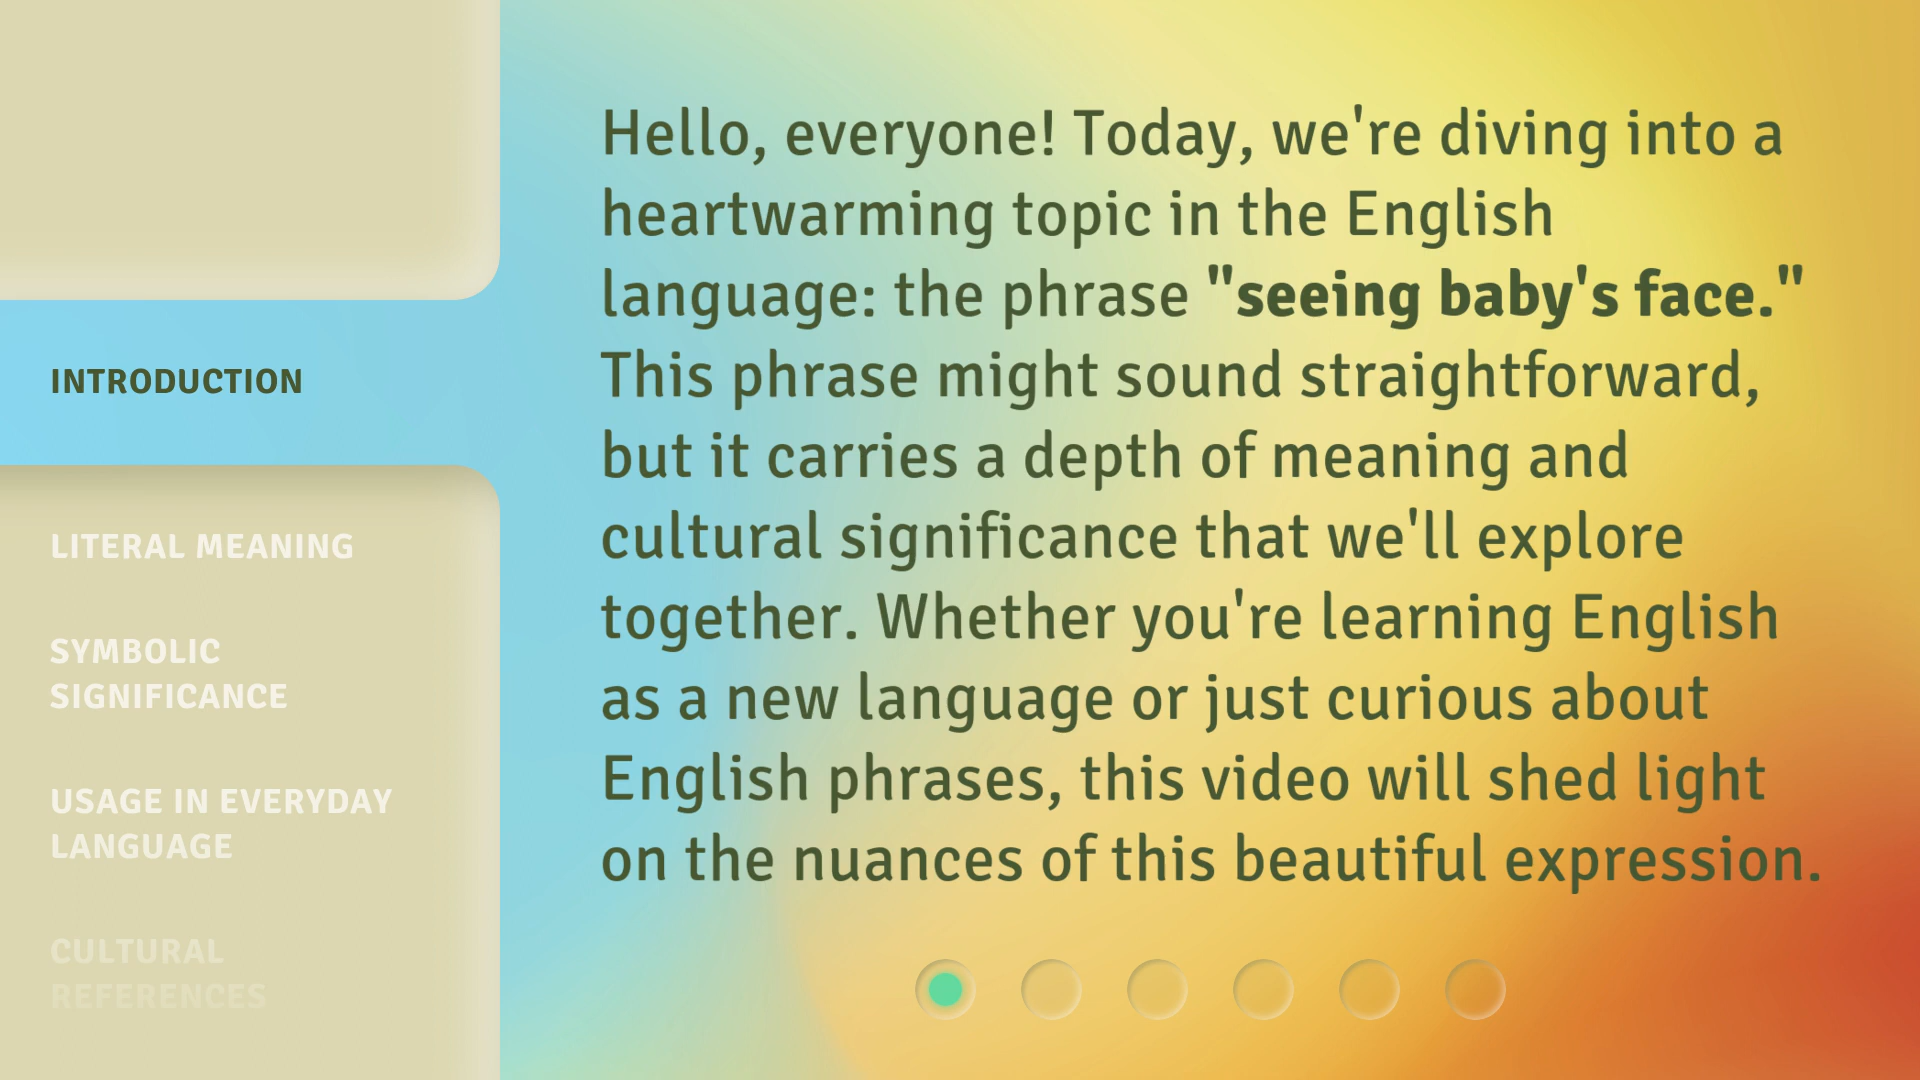 INTRODUCTION
LITERAL MEANING
SYMBOLIC
SIGNIFICANCE
USAGE IN EVERYDAY
LANGUAGE
CULTURAL
REFERENCES
Hello, everyone! Today, we're diving into a
heartwarming topic in the English
language: the phrase "seeing baby's face."
This phrase might sound straightforward,
but it carries a depth of meaning and
cultural significance that we'll explore
together. Whether you're learning English
as a new language or just curious about
English phrases, this video will shed light
on the nuances of this beautiful expression.